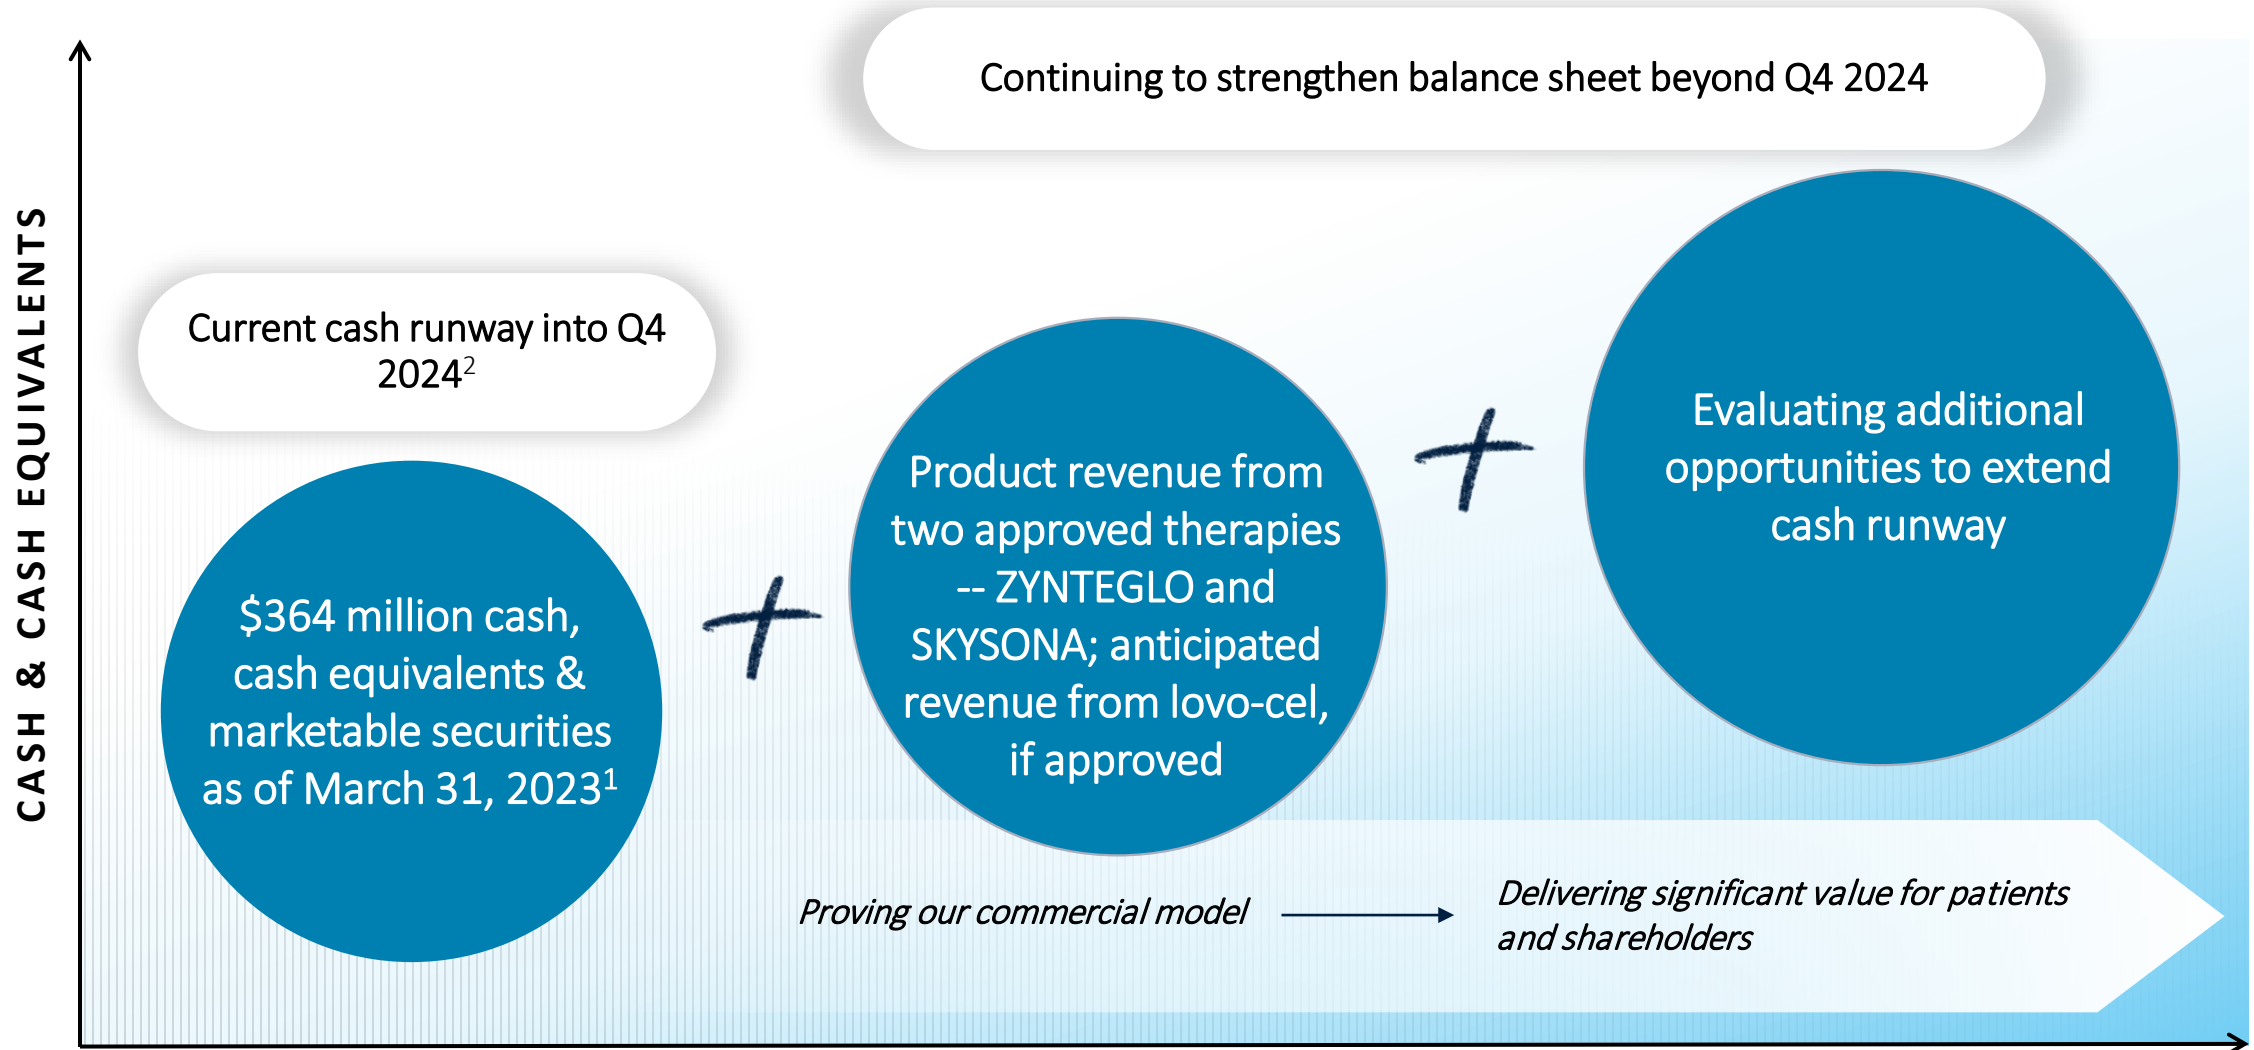 CASH & CASH EQUIVALENTS
Continuing to strengthen balance sheet beyond Q4 2024
Current cash runway into Q4
2024²
$364 million cash,
cash equivalents &
marketable securities
as of March 31, 2023¹
Product revenue from
two approved therapies
-- ZYNTEGLO and
SKYSONA; anticipated
revenue from lovo-cel,
if approved
Evaluating additional
opportunities to extend
cash runway
Proving our commercial model
Delivering significant value for patients
and shareholders